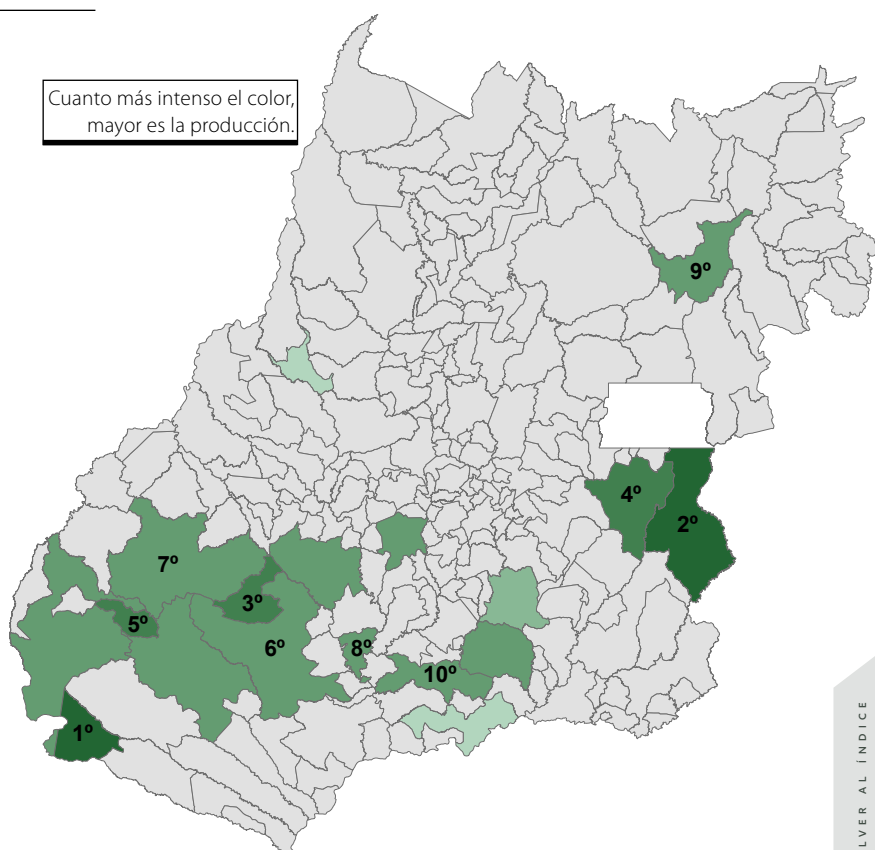 Cuanto más intenso el color,
mayor es la producción.
9º
4º
2º
7º
3º
5º
6º
8º
10º
1º
LVER AL ÍNDICE